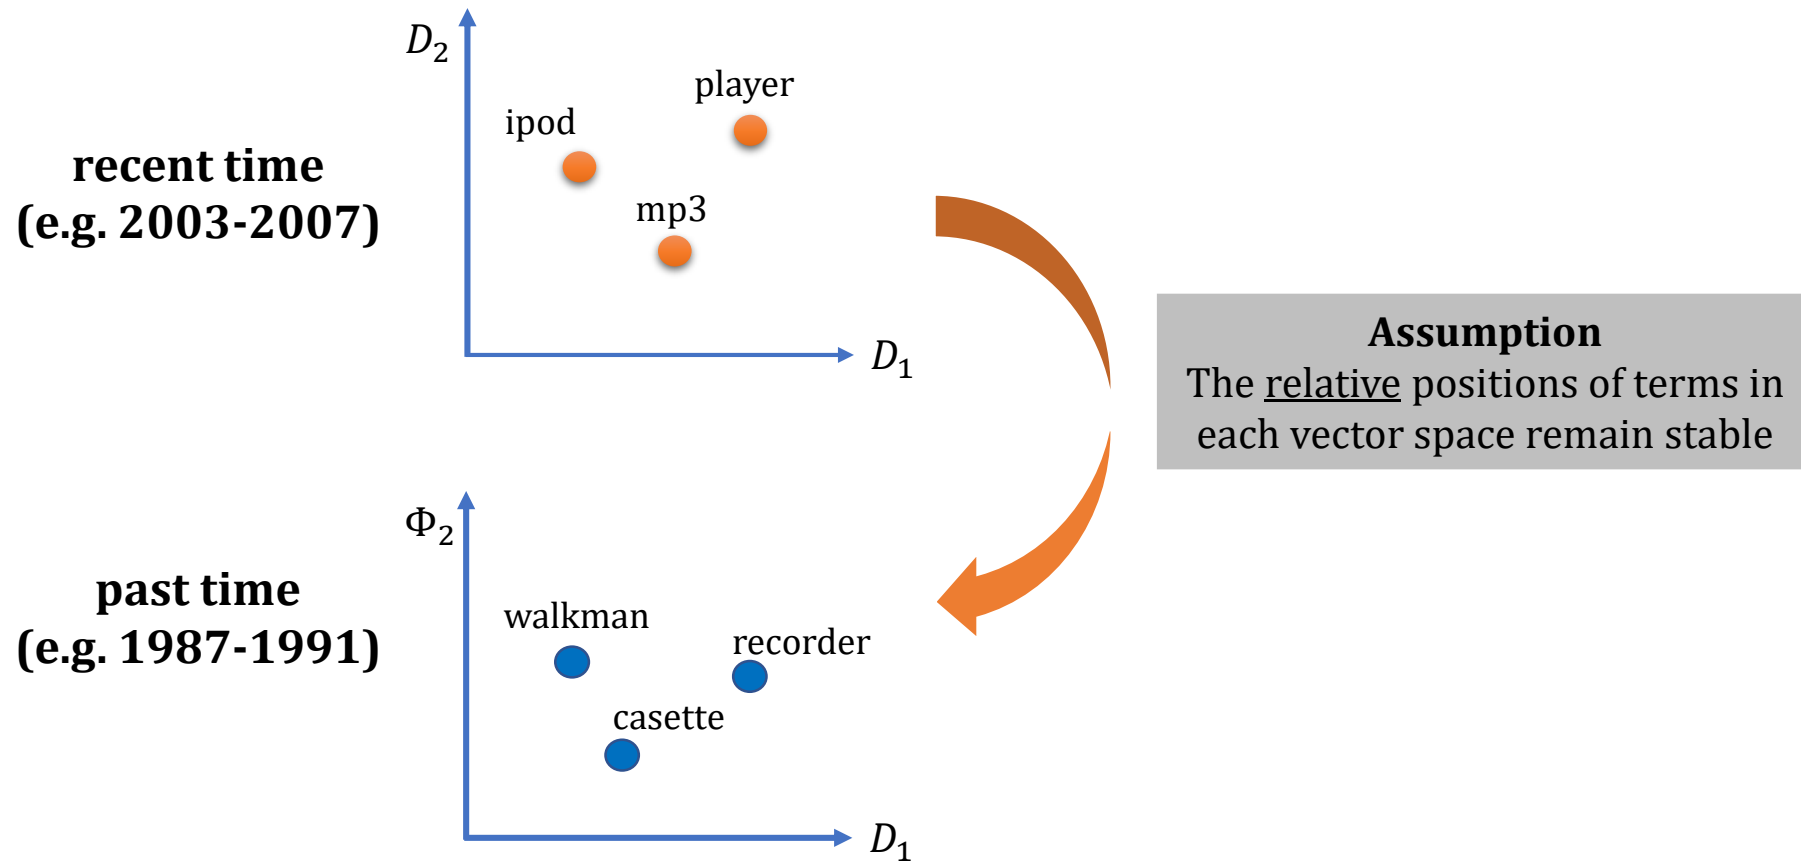 D₂
player
ipod
recent time
(e.g. 2003-2007)
mp3
D₁
Assumption
The relative positions of terms in
each vector space remain stable
Φ₂
past time
(e.g. 1987-1991)
walkman
recorder
casette
D₁